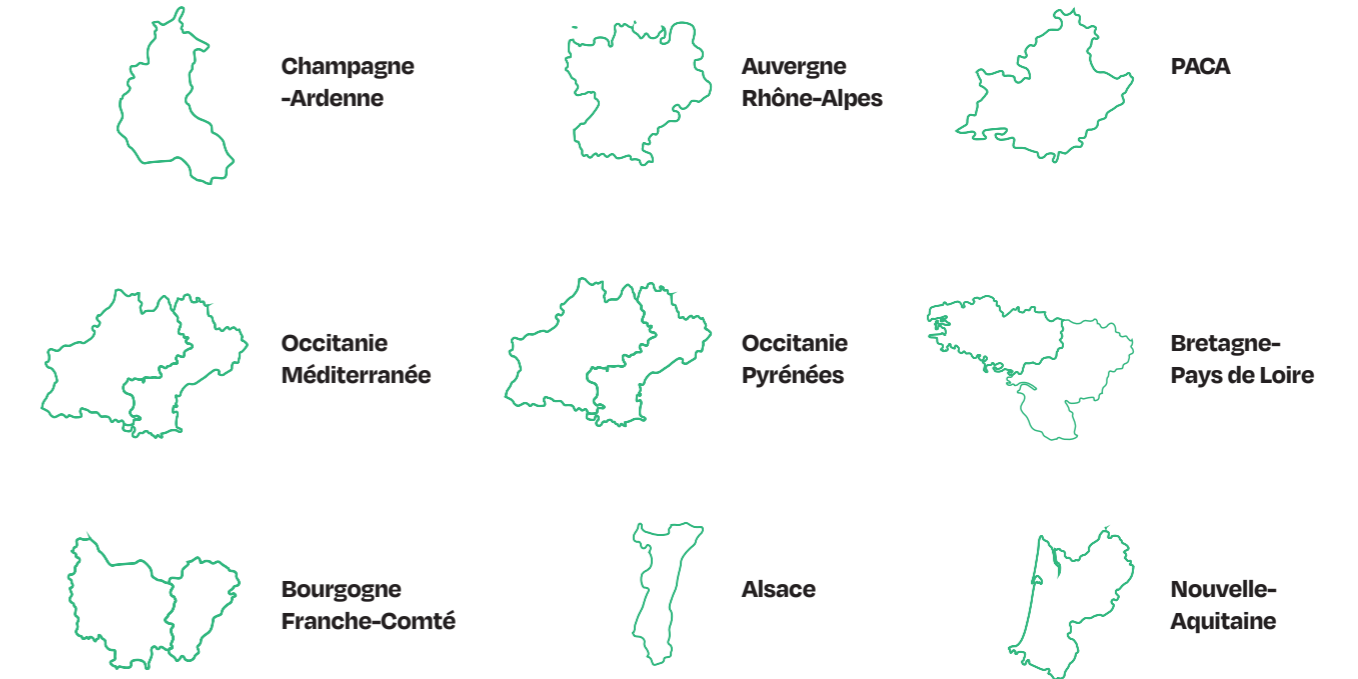 Champagne
-Ardenne
Auvergne
Rhône-Alpes
PACA
Occitanie
Méditerranée
Occitanie
Pyrénées
Bretagne-
Pays de Loire
Bourgogne
Franche-Comté
Alsace
Nouvelle-
Aquitaine